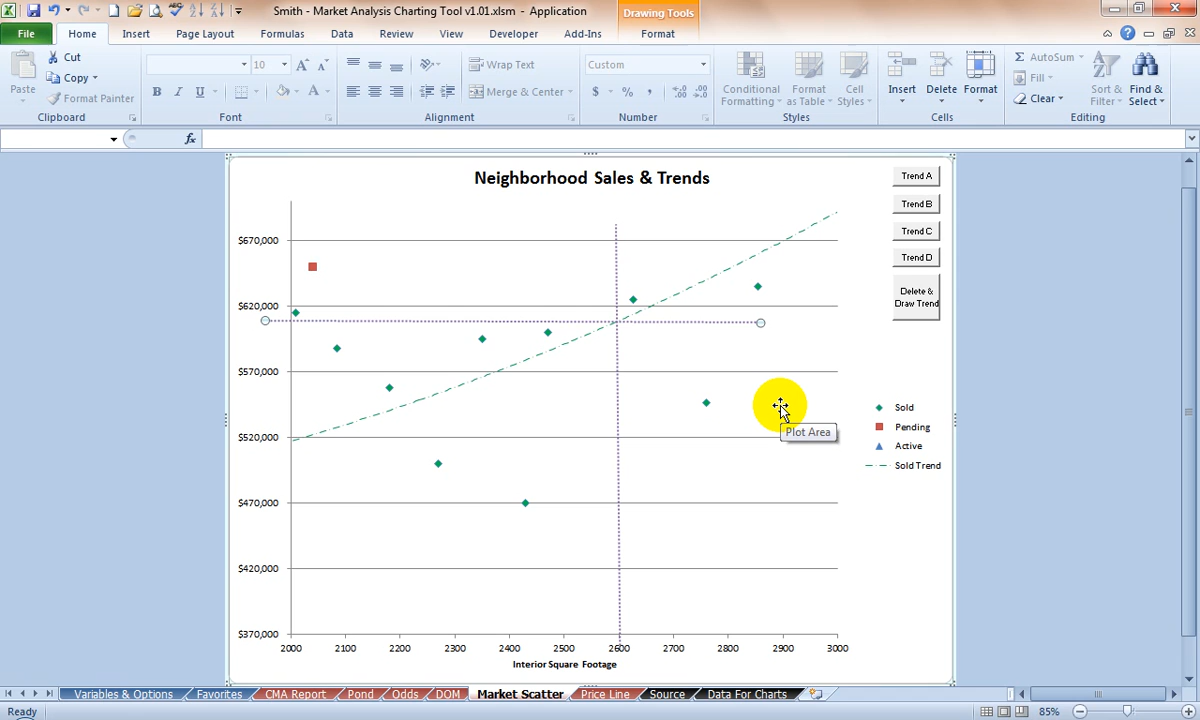 Smith - Market Analysis Charting Tool v1.01.xlsm - Application
Drawing Tools
File Home Insert Page Layout Formulas Data Review View Developer Add-Ins Format
Paste
Cut
Copy
Format Painter
Clipboard
10
B I U
A
Font
Wrap Text
Merge & Center
Alignment
Custom
$ % ,
Number
Conditional Formatting
Format as Table
Cell Styles
Styles
Insert
Delete
Format
Cells
Σ AutoSum
Fill
Clear
Sort & Filter
Find & Select
Editing
fx
Neighborhood Sales & Trends
Trend A
Trend B
Trend C
Trend D
Delete &
Draw Trend
$670,000
$620,000
$570,000
$520,000
$470,000
$420,000
$370,000
2000 2100 2200 2300 2400 2500 2600 2700 2800 2900 3000
Interior Square Footage
Plot Area
Sold
Pending
Active
Sold Trend
Variables & Options Favorites CMA Report Pond Odds DOM Market Scatter Price Line Source Data For Charts
Ready
85%